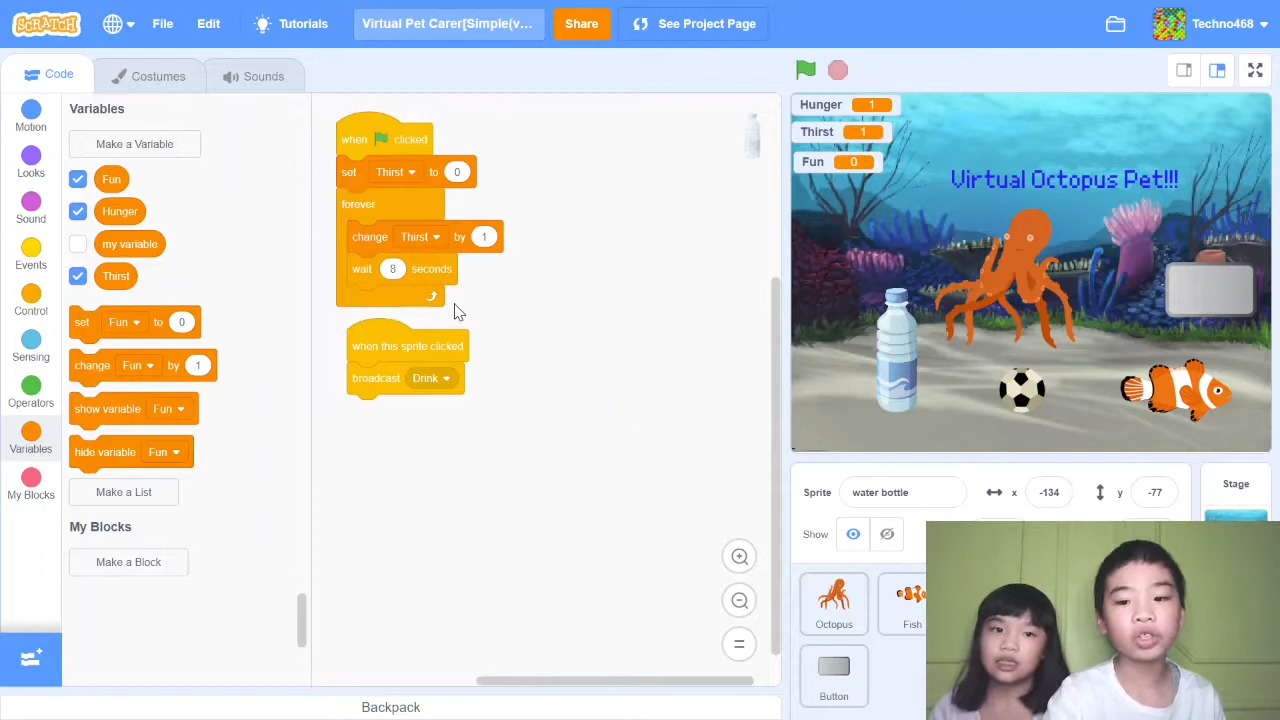 SCRATCH
File
Edit
Tutorials
Virtual Pet Carer[Simple(v...
Share
See Project Page
Techno468
Code
Costumes
Sounds
Motion
Looks
Sound
Events
Control
Sensing
Operators
Variables
My Blocks
Variables
Make a Variable
Fun
Hunger
my variable
Thirst
set Fun to 0
change Fun by 1
show variable Fun
hide variable Fun
Make a List
My Blocks
Make a Block
when clicked
set Thirst to 0
forever
change Thirst by 1
wait 8 seconds
when this sprite clicked
broadcast Drink
Backpack
Hunger 1
Thirst 1
Fun 0
Virtual Octopus Pet!!!
Sprite water bottle x -134 y -77
Show
Stage
Octopus
Fish
Button